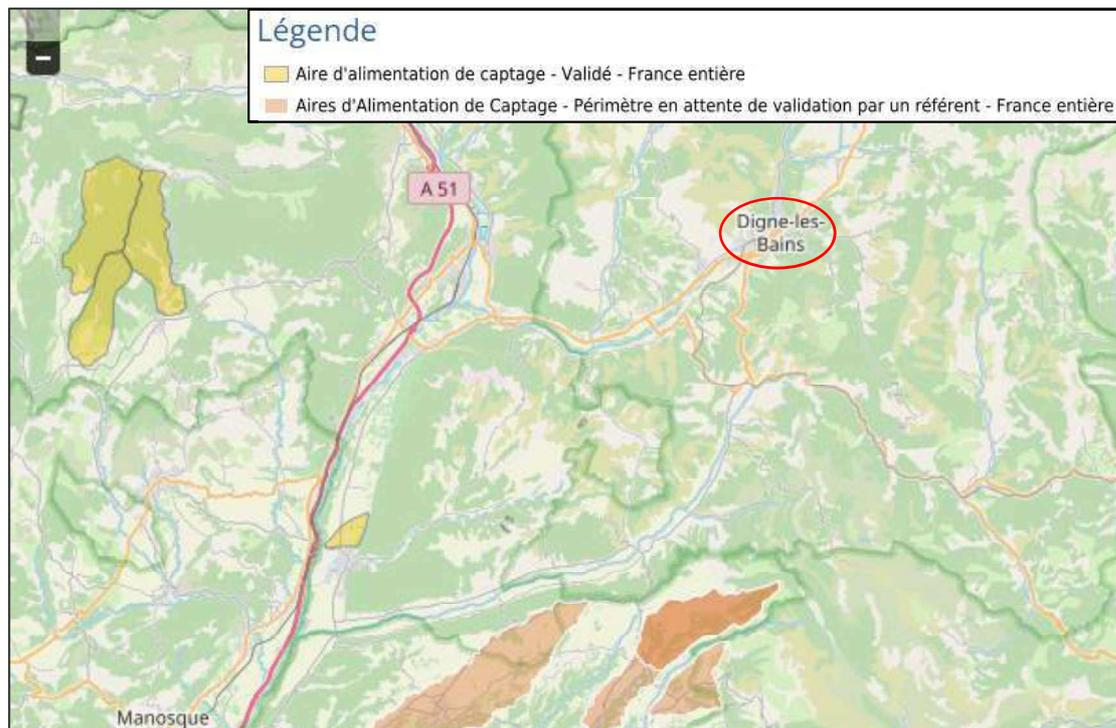 Légende
Aire d'alimentation de captage - Validé - France entière
Aires d'Alimentation de Captage - Périmètre en attente de validation par un référent - France entière
A 51
Digne-les-
Bains
Manosque